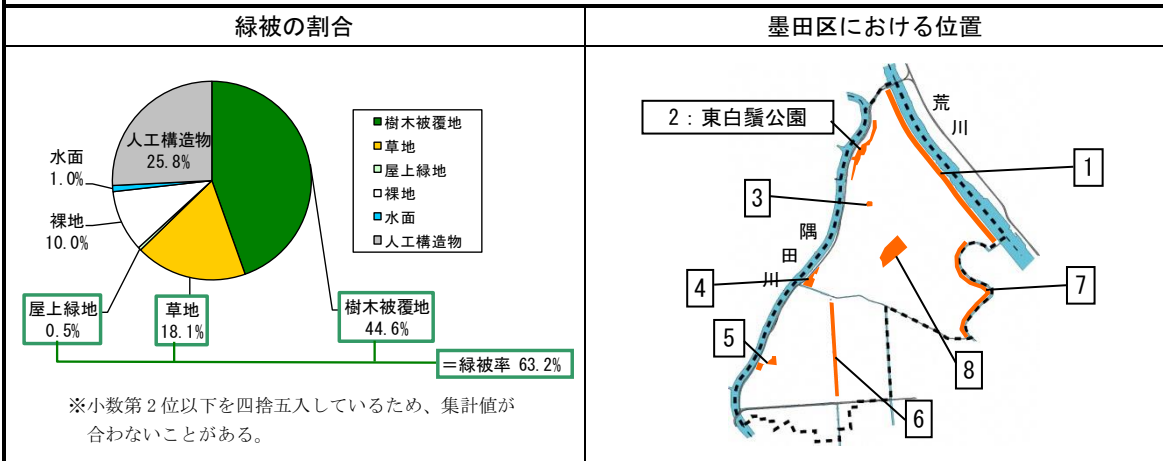 緑被の割合
人工構造物
25.8%
水面
1.0%
裸地
10.0%
■樹木被覆地
■草地
□屋上緑地
□裸地
■水面
■人工構造物
屋上緑地
0.5%
草地
18.1%
樹木被覆地
44.6%
=緑被率 63.2%
※小数第2位以下を四捨五入しているため、集計値が
合わないことがある。
墨田区における位置
2:東白鬚公園
荒川
1
3
隅田川
4
7
5
8
6